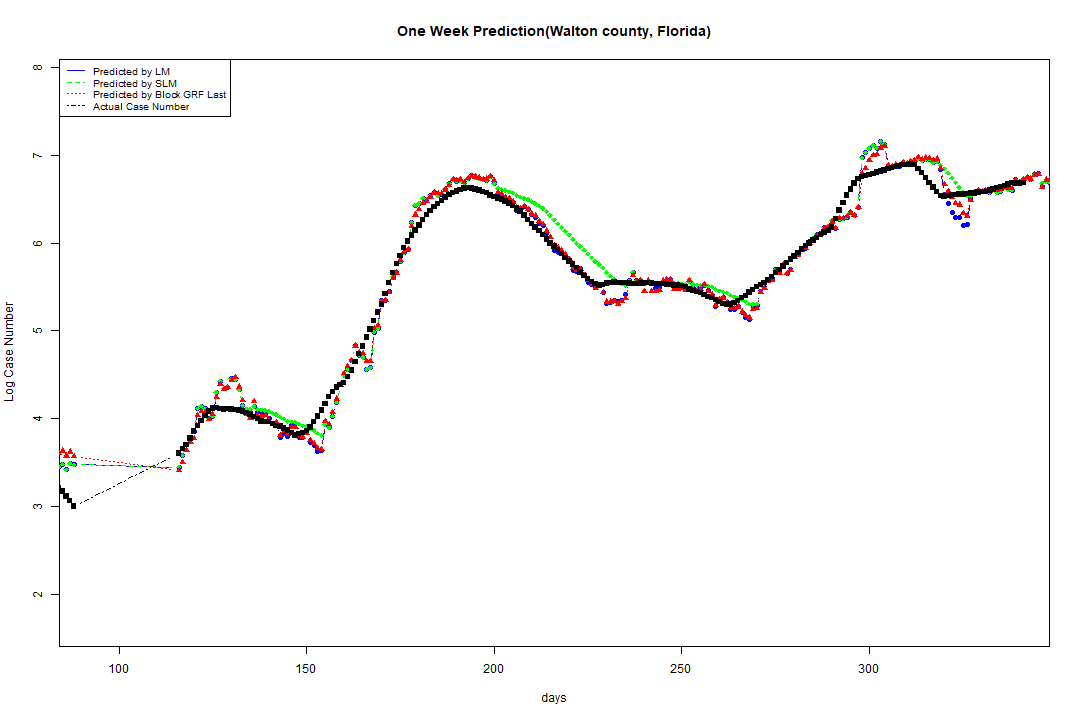 One Week Prediction(Walton county, Florida)
Predicted by LM
Predicted by SLM
Predicted by Block GRF Last
Actual Case Number
8
7
6
5
4
3
2
Log Case Number
100 150 200 250 300
days